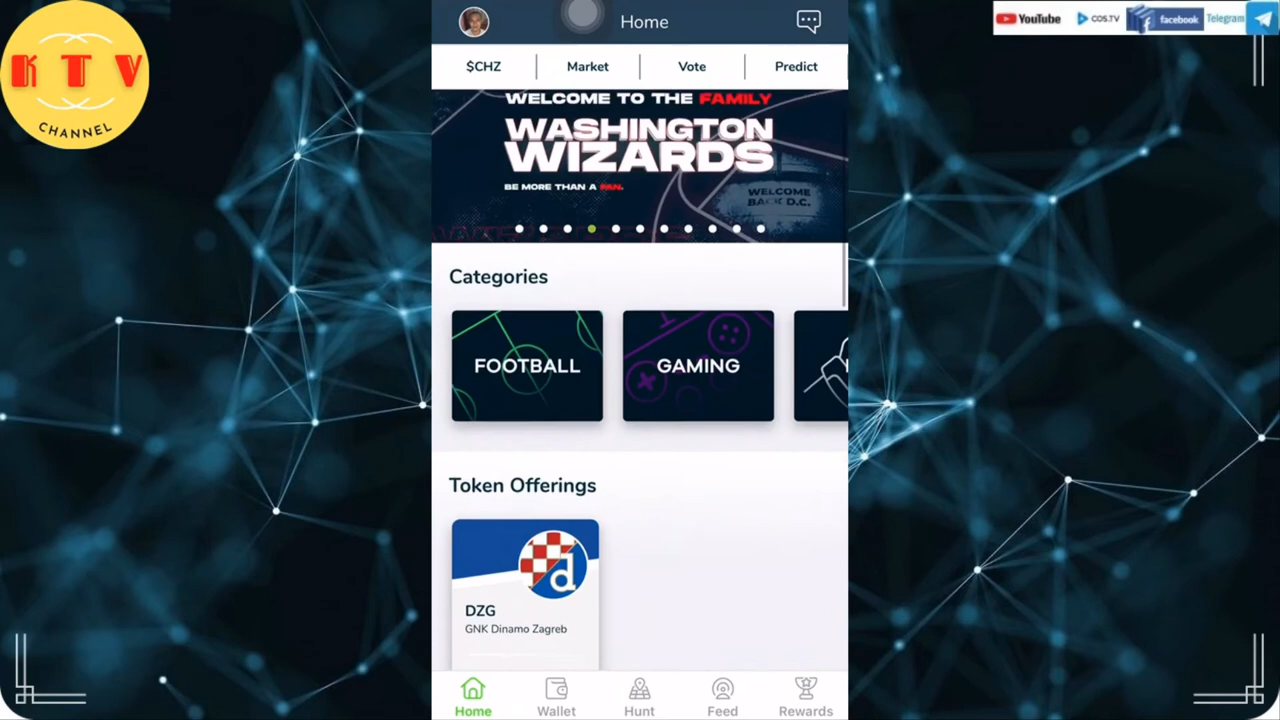 KTV
CHANNEL
YouTube
COS.TV
facebook
Telegram
Home
$CHZ
Market
Vote
Predict
WELCOME TO THE FAMILY
WASHINGTON
WIZARDS
BE MORE THAN A FAN.
WELCOME
BACK D.C.
Categories
FOOTBALL
GAMING
Token Offerings
d
DZG
GNK Dinamo Zagreb
Home
Wallet
Hunt
Feed
Rewards